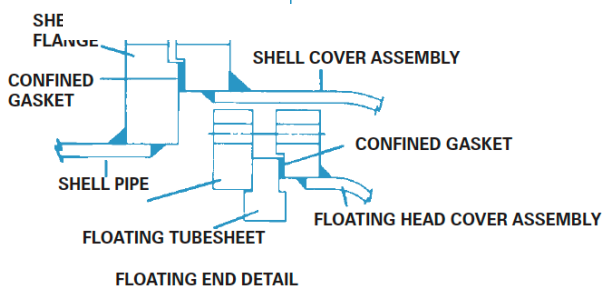 SHE
FLANGE
SHELL COVER ASSEMBLY
CONFINED
GASKET
CONFINED GASKET
SHELL PIPE
FLOATING HEAD COVER ASSEMBLY
FLOATING TUBESHEET
FLOATING END DETAIL